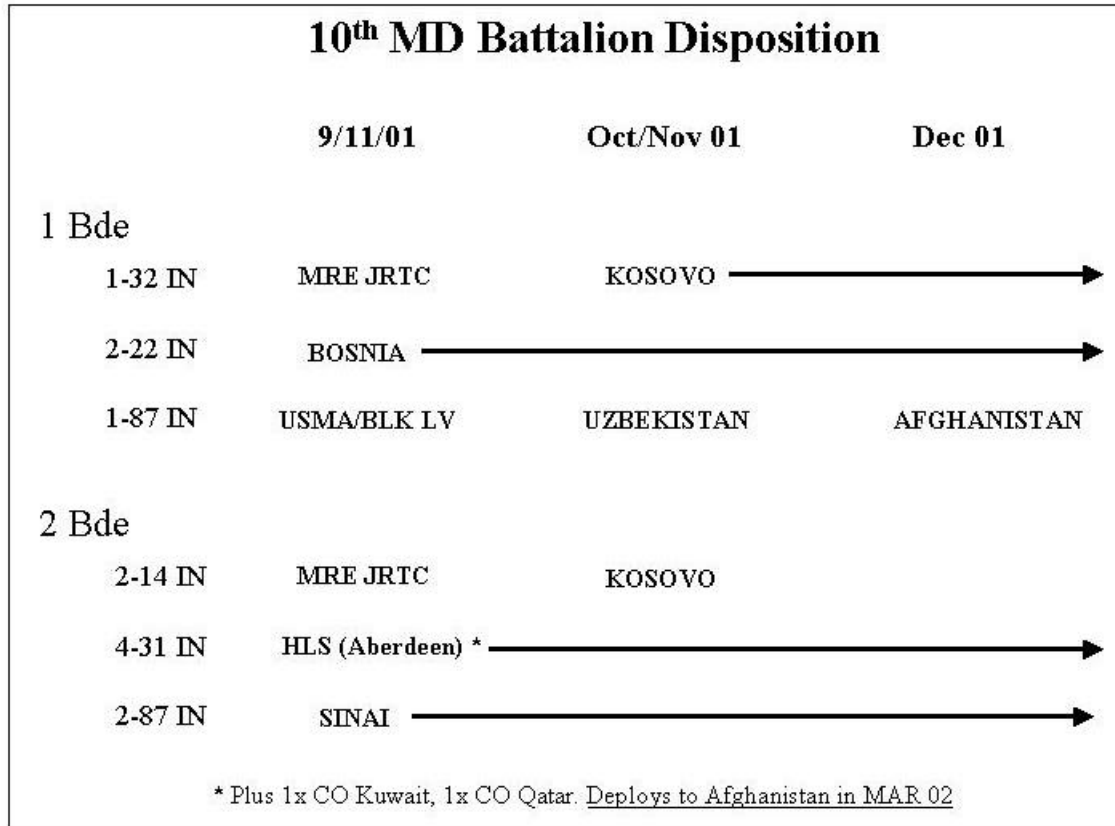 10th MD Battalion Disposition
9/11/01 Oct/Nov 01 Dec 01
1 Bde
1-32 IN MRE JRTC KOSOVO
2-22 IN BOSNIA
1-87 IN USMA/BLK LV UZBEKISTAN AFGHANISTAN
2 Bde
2-14 IN MRE JRTC KOSOVO
4-31 IN HLS (Aberdeen) *
2-87 IN SINAI
* Plus 1x CO Kuwait, 1x CO Qatar. Deploys to Afghanistan in MAR 02